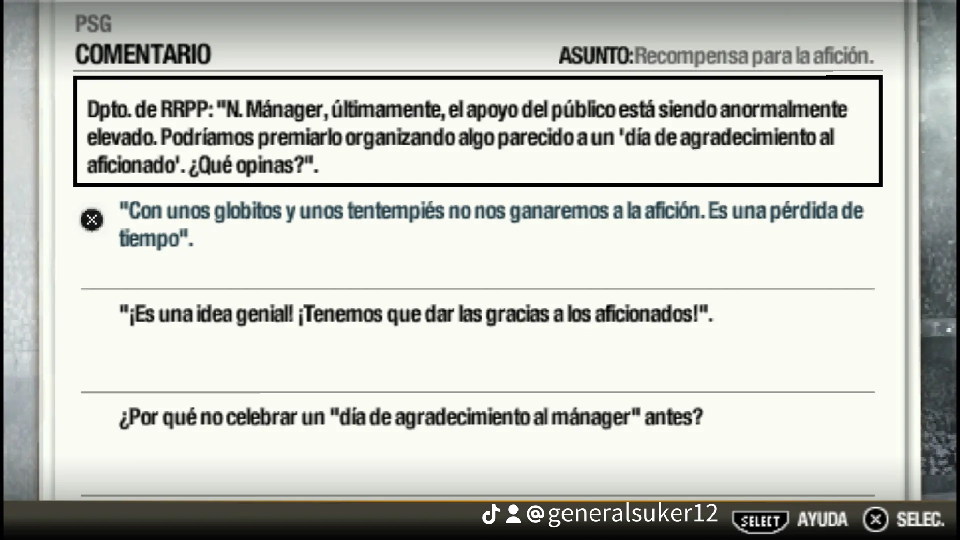 PSG
COMENTARIO
ASUNTO:Recompensa para la afición.
Dpto. de RRPP: "N. Mánager, últimamente, el apoyo del público está siendo anormalmente
elevado. Podríamos premiarlo organizando algo parecido a un 'día de agradecimiento al
aficionado'. ¿Qué opinas?".
"Con unos globitos y unos tentempiés no nos ganaremos a la afición. Es una pérdida de
tiempo".
"¡Es una idea genial! ¡Tenemos que dar las gracias a los aficionados!".
¿Por qué no celebrar un "día de agradecimiento al mánager" antes?
@generalsuker12
SELECT AYUDA SELEC.